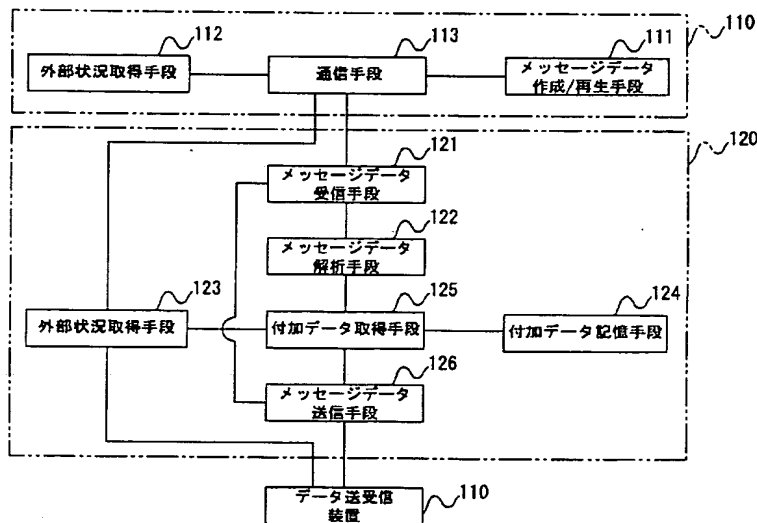 112
113
111
110
外部状況取得手段
通信手段
メッセージデータ
作成/再生手段
120
121
メッセージデータ
受信手段
122
メッセージデータ
解析手段
123
125
124
外部状況取得手段
付加データ取得手段
付加データ記憶手段
126
メッセージデータ
送信手段
110
データ送受信
装置